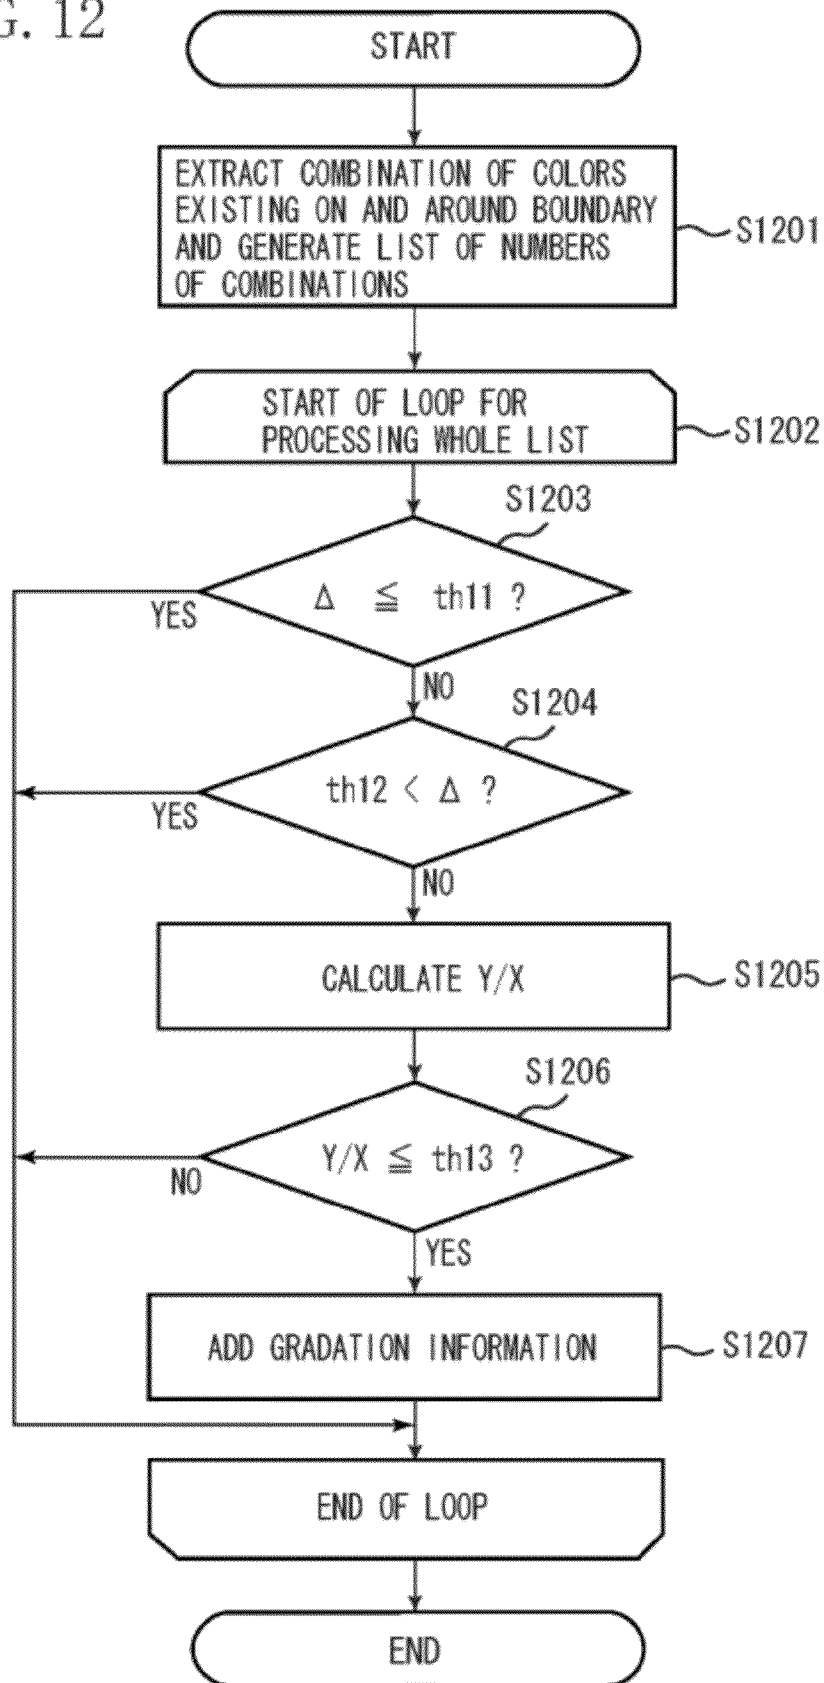 G. 12
START
EXTRACT COMBINATION OF COLORS
EXISTING ON AND AROUND BOUNDARY
AND GENERATE LIST OF NUMBERS
OF COMBINATIONS
S1201
START OF LOOP FOR
PROCESSING WHOLE LIST
S1202
S1203
Δ ≦ th11 ?
YES
NO
S1204
th12 < Δ ?
YES
NO
CALCULATE Y/X
S1205
S1206
Y/X ≦ th13 ?
NO
YES
ADD GRADATION INFORMATION
S1207
END OF LOOP
END